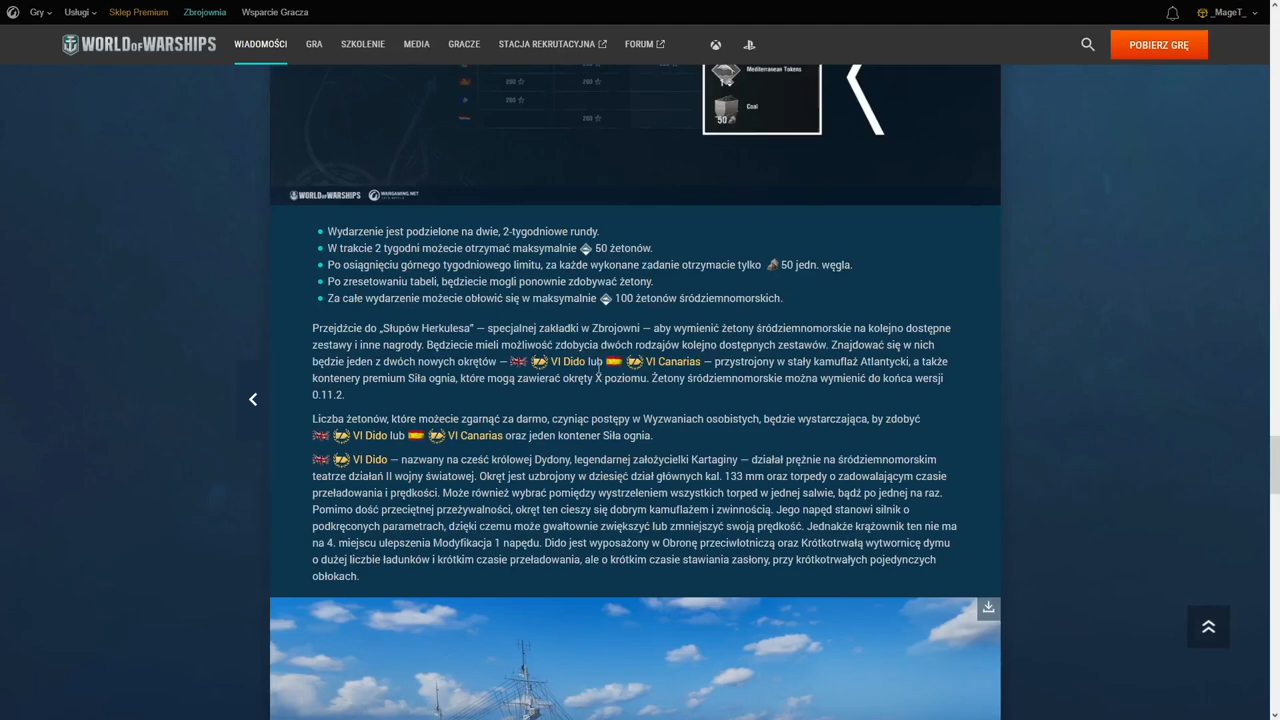 Gry Usługi Sklep Premium Zbrojownia Wsparcie Gracza _MageT_
WORLD OF WARSHIPS WIADOMOŚCI GRA SZKOLENIE MEDIA GRACZE STACJA REKRUTACYJNA FORUM POBIERZ GRĘ
Mediterranean Tokens
1
200 200
200
Coal
50
200
WORLD OF WARSHIPS WARGAMING.NET
Wydarzenie jest podzielone na dwie, 2-tygodniowe rundy.
W trakcie 2 tygodni możecie otrzymać maksymalnie 50 żetonów.
Po osiągnięciu górnego tygodniowego limitu, za każde wykonane zadanie otrzymacie tylko 50 jedn. węgla.
Po zresetowaniu tabeli, będziecie mogli ponownie zdobywać żetony.
Za całe wydarzenie możecie obłowić się w maksymalnie 100 żetonów śródziemnomorskich.
Przejdźcie do „Słupów Herkulesa" — specjalnej zakładki w Zbrojowni — aby wymienić żetony śródziemnomorskie na kolejno dostępne
zestawy i inne nagrody. Będziecie mieli możliwość zdobycia dwóch rodzajów kolejno dostępnych zestawów. Znajdować się w nich
będzie jeden z dwóch nowych okrętów — VI Dido lub VI Canarias — przystrojony w stały kamuflaż Atlantycki, a także
kontenery premium Siła ognia, które mogą zawierać okręty X poziomu. Żetony śródziemnomorskie można wymienić do końca wersji
0.11.2.
Liczba żetonów, które możecie zgarnąć za darmo, czyniąc postępy w Wyzwaniach osobistych, będzie wystarczająca, by zdobyć
VI Dido lub VI Canarias oraz jeden kontener Siła ognia.
VI Dido — nazwany na cześć królowej Dydony, legendarnej założycielki Kartaginy — działał prężnie na śródziemnomorskim
teatrze działań II wojny światowej. Okręt jest uzbrojony w dziesięć dział głównych kal. 133 mm oraz torpedy o zadowalającym czasie
przeładowania i prędkości. Może również wybrać pomiędzy wystrzeleniem wszystkich torped w jednej salwie, bądź po jednej na raz.
Pomimo dość przeciętnej przeżywalności, okręt ten cieszy się dobrym kamuflażem i zwinnością. Jego napęd stanowi silnik o
podkręconych parametrach, dzięki czemu może gwałtownie zwiększyć lub zmniejszyć swoją prędkość. Jednakże krążownik ten nie ma
na 4. miejscu ulepszenia Modyfikacja 1 napędu. Dido jest wyposażony w Obronę przeciwlotniczą oraz Krótkotrwałą wytwornicę dymu
o dużej liczbie ładunków i krótkim czasie przeładowania, ale o krótkim czasie stawiania zasłony, przy krótkotrwałych pojedynczych
obłokach.